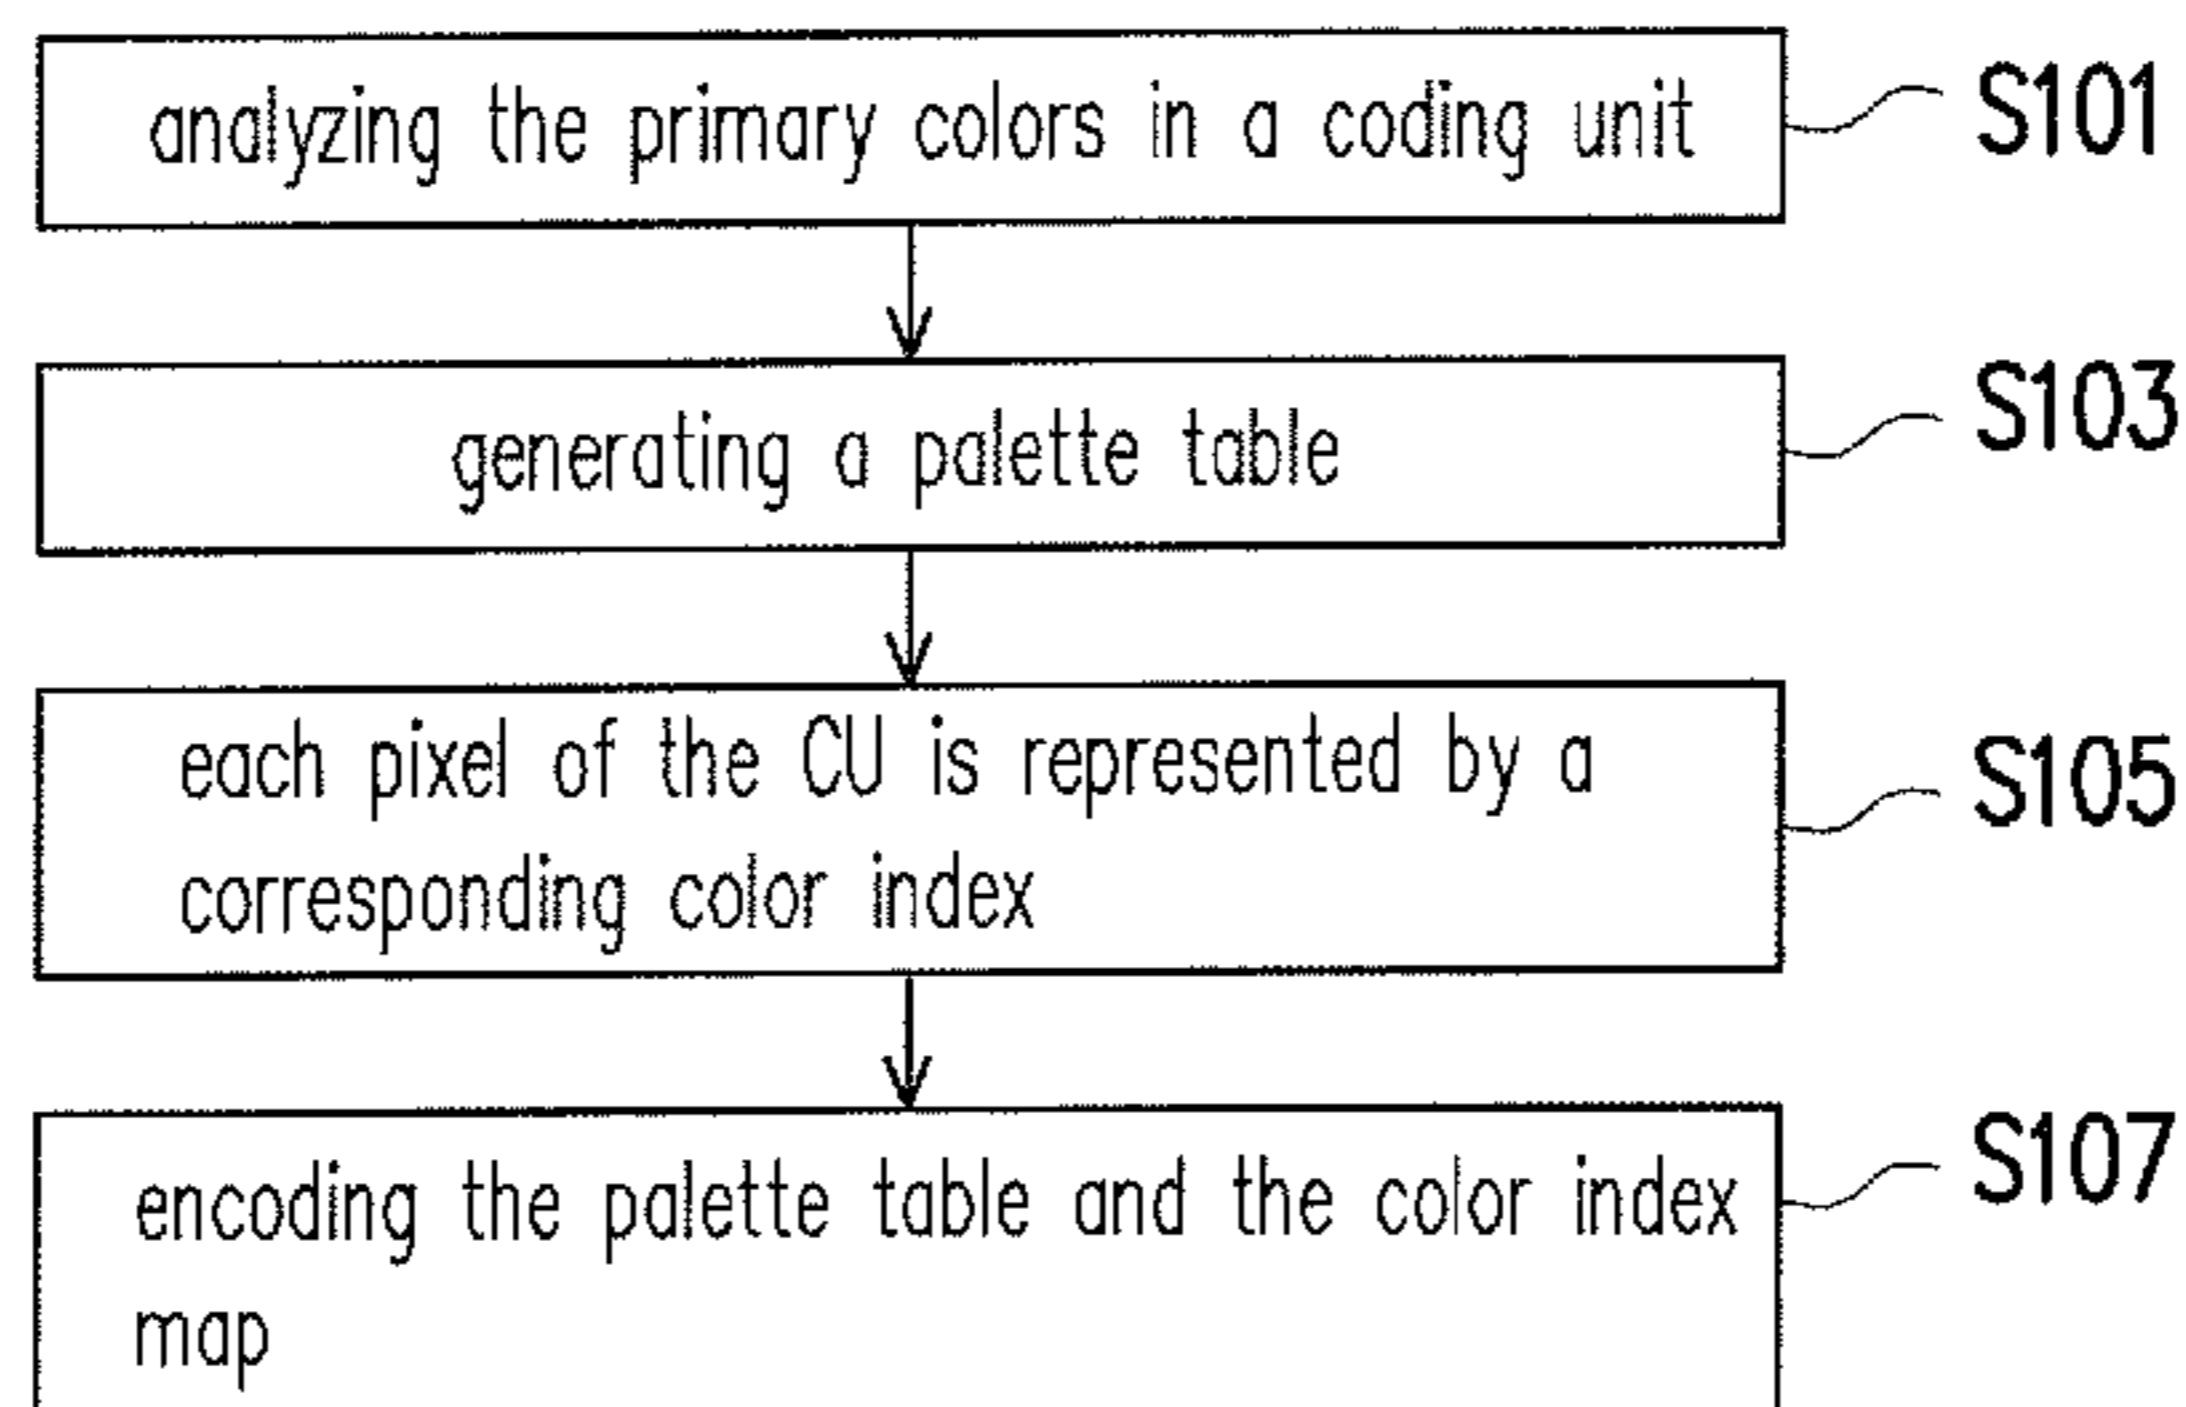 analyzing the primary colors in a coding unit
S101
generating a palette table
S103
each pixel of the CU is represented by a
corresponding color index
S105
encoding the palette table and the color index
map
S107